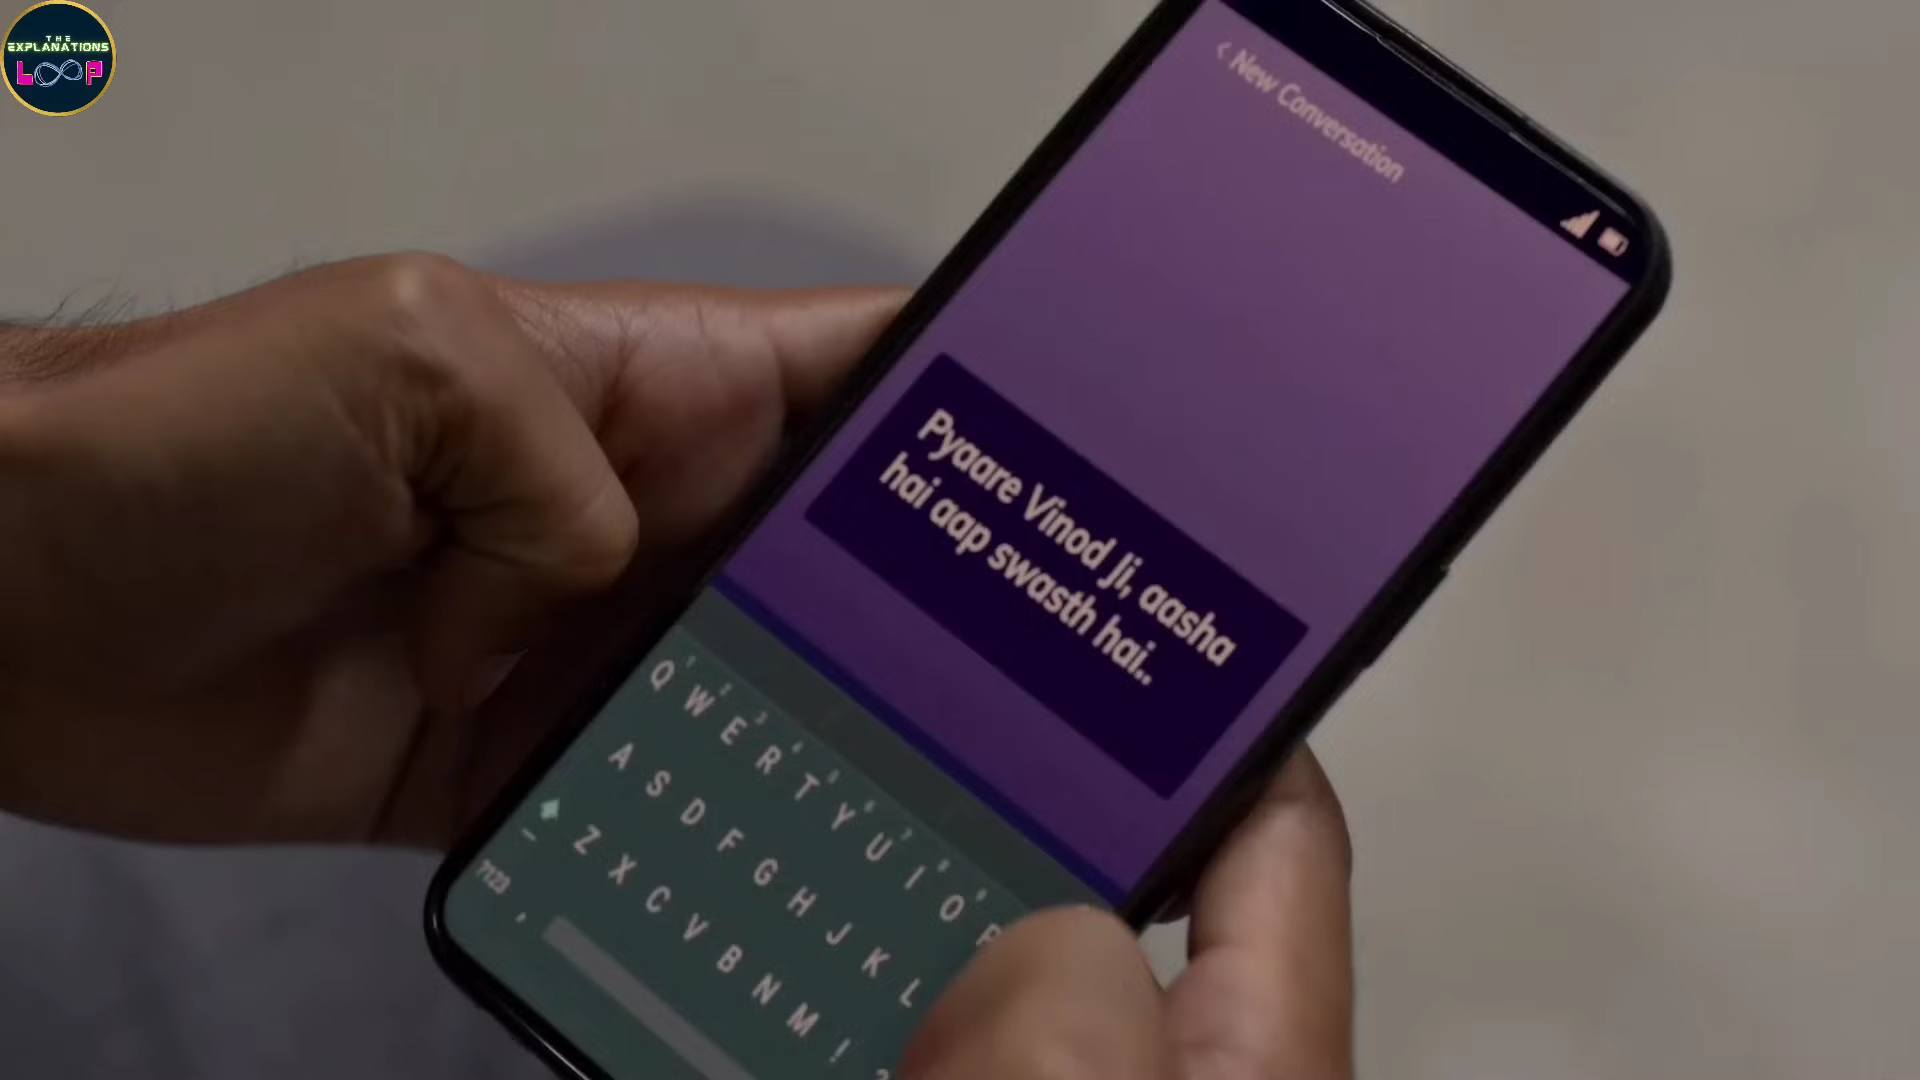 THE
EXPLANATIONS
LOOP
< New Conversation
Pyaare Vinod Ji, aasha
hai aap swasth hai..
Q W E R T Y U I O P
A S D F G H J K L
Z X C V B N M ! ?
?123 ,